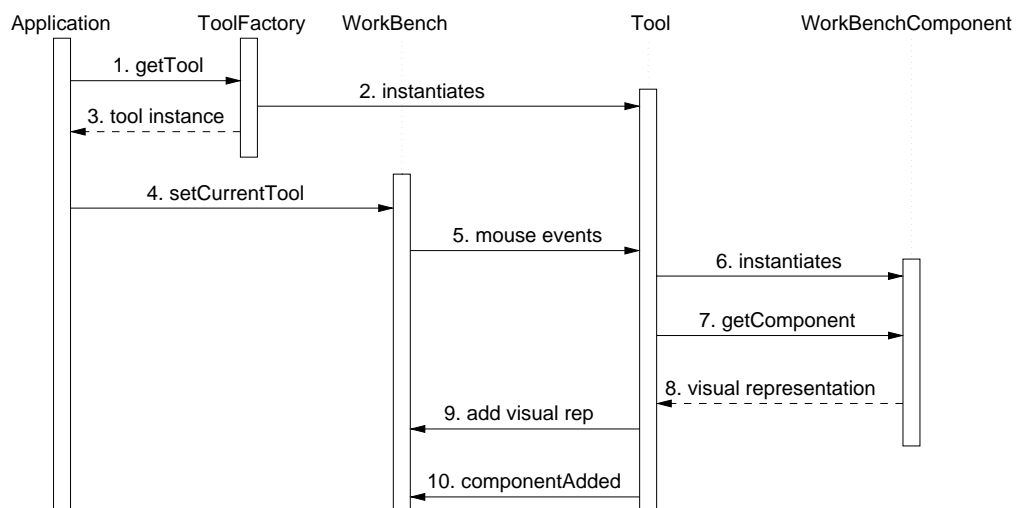 Application ToolFactory WorkBench Tool WorkBenchComponent
1. getTool
2. instantiates
3. tool instance
4. setCurrentTool
5. mouse events
6. instantiates
7. getComponent
8. visual representation
9. add visual rep
10. componentAdded